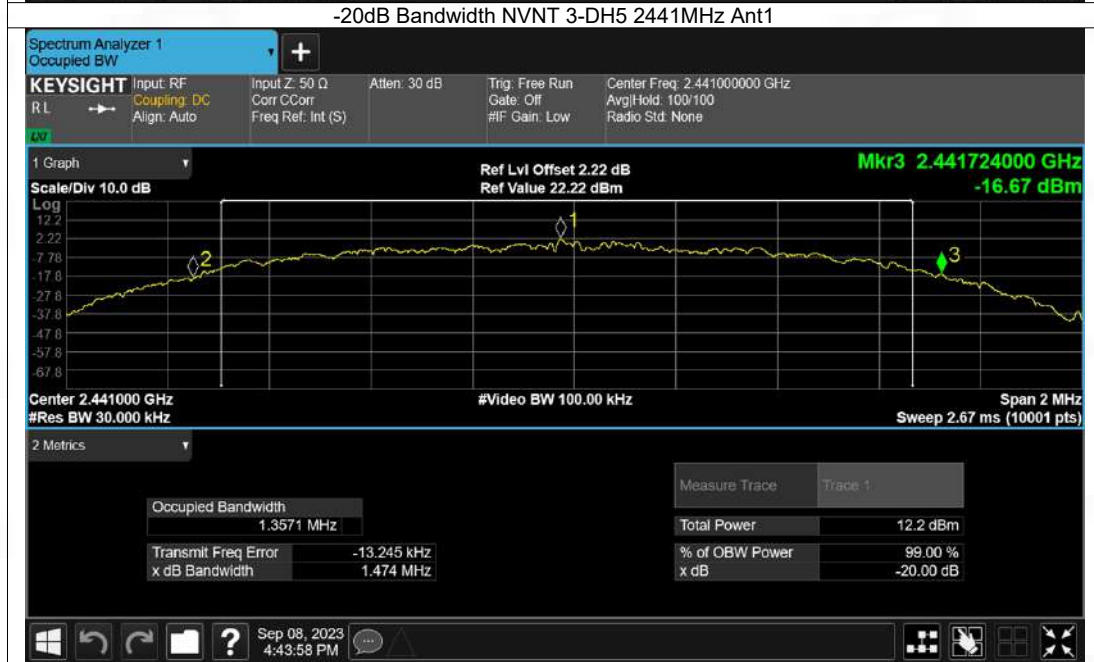 -20dB Bandwidth NVNT 3-DH5 2441MHz Ant1
Spectrum Analyzer 1
Occupied BW
+
KEYSIGHT Input: RF Input Z: 50 Ω Atten: 30 dB Trig: Free Run Center Freq: 2.441000000 GHz
RL Coupling: DC Corr CCorr Gate: Off Avg|Hold: 100/100
Align: Auto Freq Ref: Int (S) #IF Gain: Low Radio Std: None
LXI
1 Graph Ref Lvl Offset 2.22 dB Mkr3 2.441724000 GHz
Scale/Div 10.0 dB Ref Value 22.22 dBm -16.67 dBm
Log
12.2
2.22
-7.78
-17.8
-27.8
-37.8
-47.8
-57.8
-67.8
2
1
3
Center 2.441000 GHz #Video BW 100.00 kHz Span 2 MHz
#Res BW 30.000 kHz Sweep 2.67 ms (10001 pts)
2 Metrics
Measure Trace Trace 1
Occupied Bandwidth
1.3571 MHz
Total Power 12.2 dBm
Transmit Freq Error -13.245 kHz % of OBW Power 99.00 %
x dB Bandwidth 1.474 MHz x dB -20.00 dB
? Sep 08, 2023
4:43:58 PM